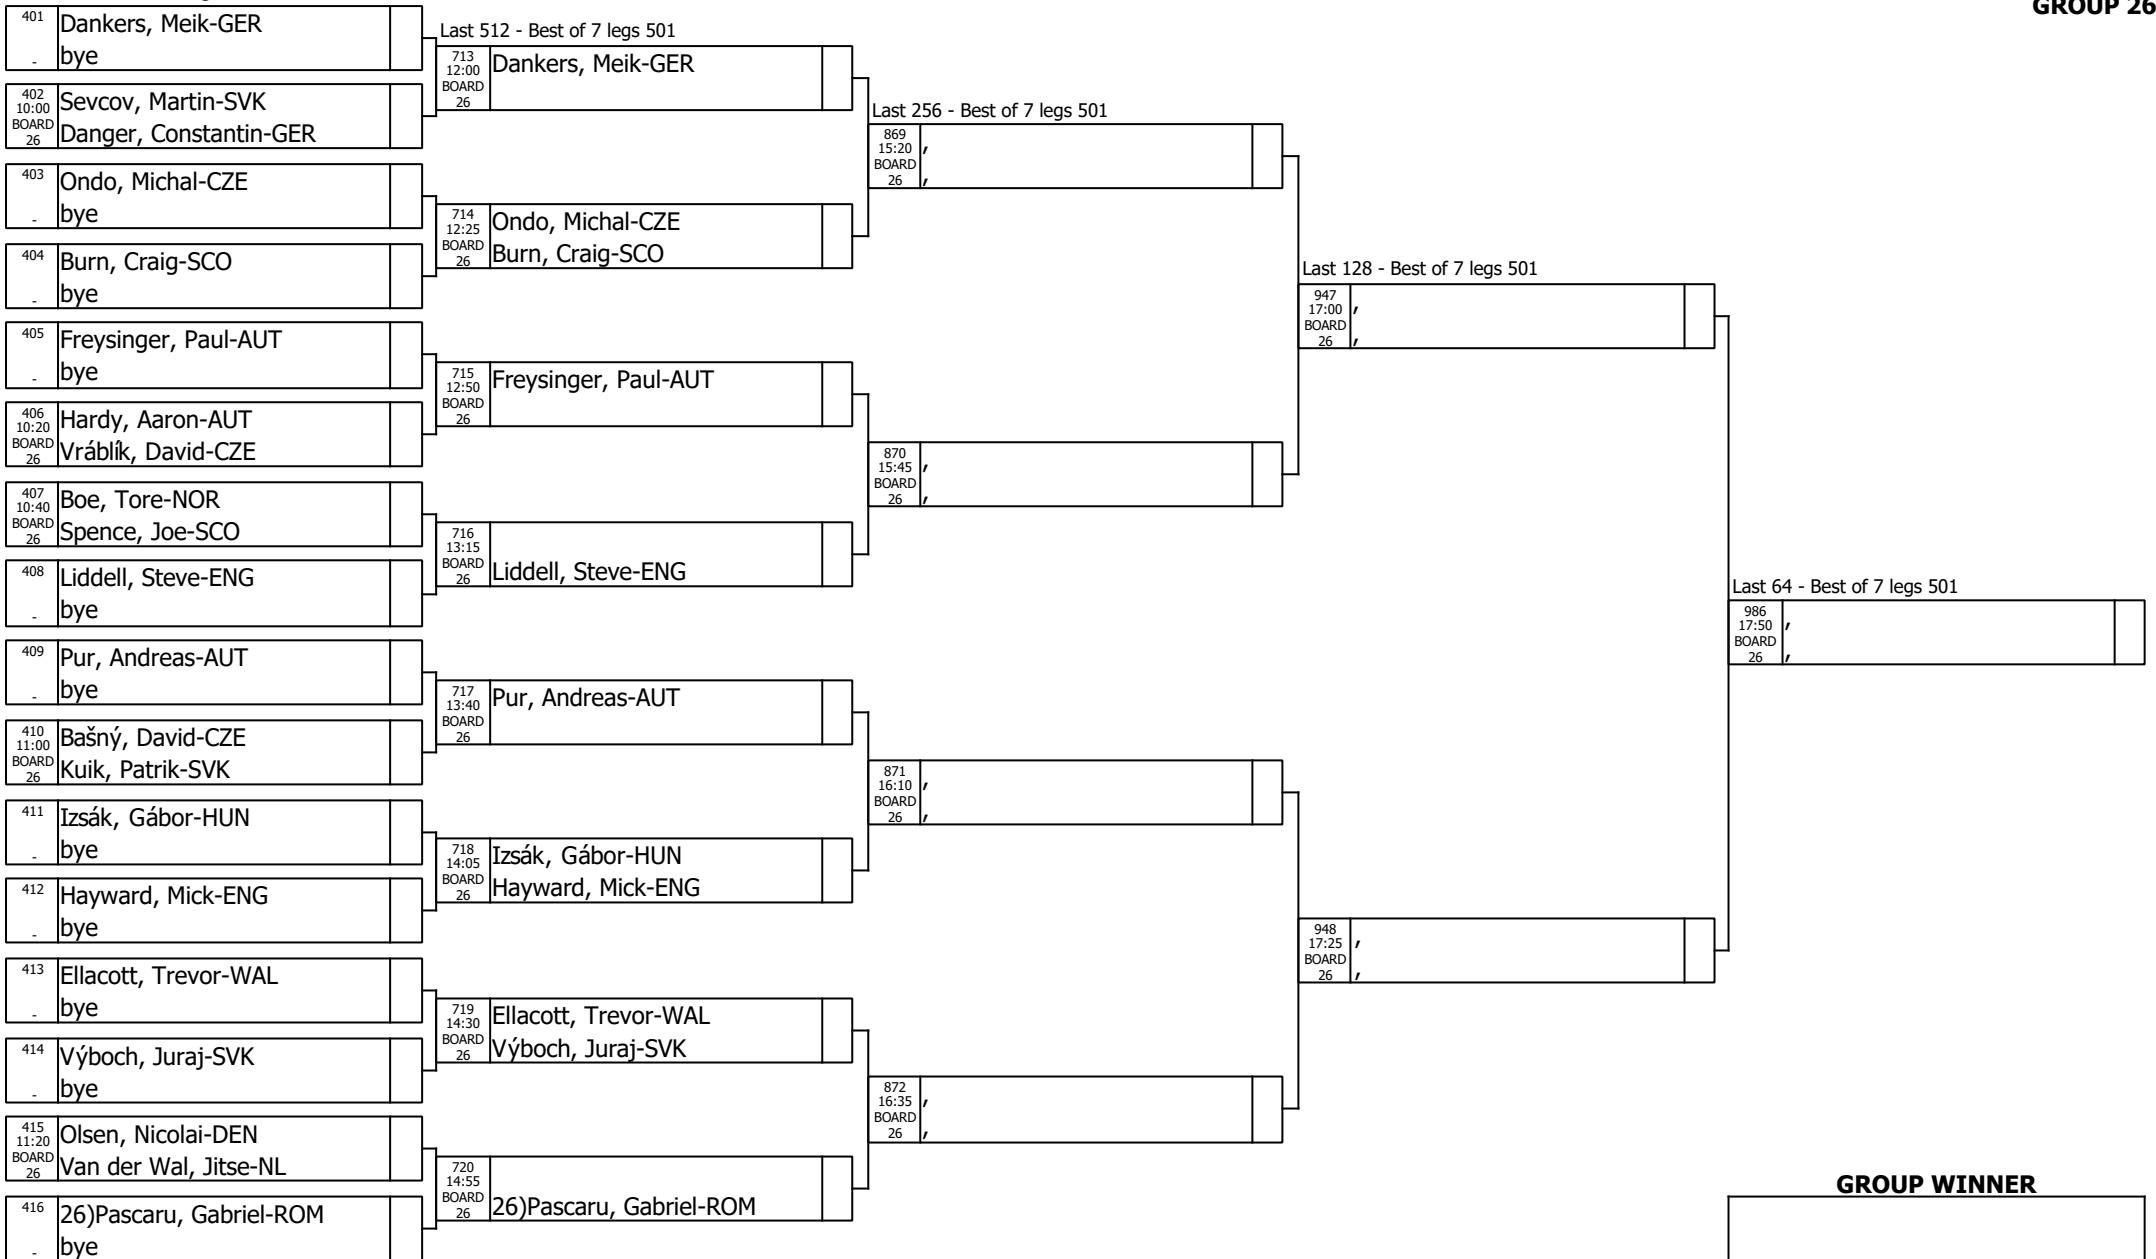 GROUP 26
401
Dankers, Meik-GER
- bye
402
10:00
BOARD
26
Sevcov, Martin-SVK
Danger, Constantin-GER
403
Ondo, Michal-CZE
- bye
404
Burn, Craig-SCO
- bye
405
Freysinger, Paul-AUT
- bye
406
10:20
BOARD
26
Hardy, Aaron-AUT
Vráblík, David-CZE
407
10:40
BOARD
26
Boe, Tore-NOR
Spence, Joe-SCO
408
Liddell, Steve-ENG
- bye
409
Pur, Andreas-AUT
- bye
410
11:00
BOARD
26
Bašný, David-CZE
Kuik, Patrik-SVK
411
Izsák, Gábor-HUN
- bye
412
Hayward, Mick-ENG
- bye
413
Ellacott, Trevor-WAL
- bye
414
Výboch, Juraj-SVK
- bye
415
11:20
BOARD
26
Olsen, Nicolai-DEN
Van der Wal, Jitse-NL
416
26)Pascaru, Gabriel-ROM
- bye
Last 512 - Best of 7 legs 501
713
12:00
BOARD
26
Dankers, Meik-GER
714
12:25
BOARD
26
Ondo, Michal-CZE
Burn, Craig-SCO
715
12:50
BOARD
26
Freysinger, Paul-AUT
716
13:15
BOARD
26
Liddell, Steve-ENG
717
13:40
BOARD
26
Pur, Andreas-AUT
718
14:05
BOARD
26
Izsák, Gábor-HUN
Hayward, Mick-ENG
719
14:30
BOARD
26
Ellacott, Trevor-WAL
Výboch, Juraj-SVK
720
14:55
BOARD
26
26)Pascaru, Gabriel-ROM
Last 256 - Best of 7 legs 501
869
15:20
BOARD
26
,
,
870
15:45
BOARD
26
,
,
871
16:10
BOARD
26
,
,
872
16:35
BOARD
26
,
,
Last 128 - Best of 7 legs 501
947
17:00
BOARD
26
,
,
948
17:25
BOARD
26
,
,
Last 64 - Best of 7 legs 501
986
17:50
BOARD
26
,
,
GROUP WINNER